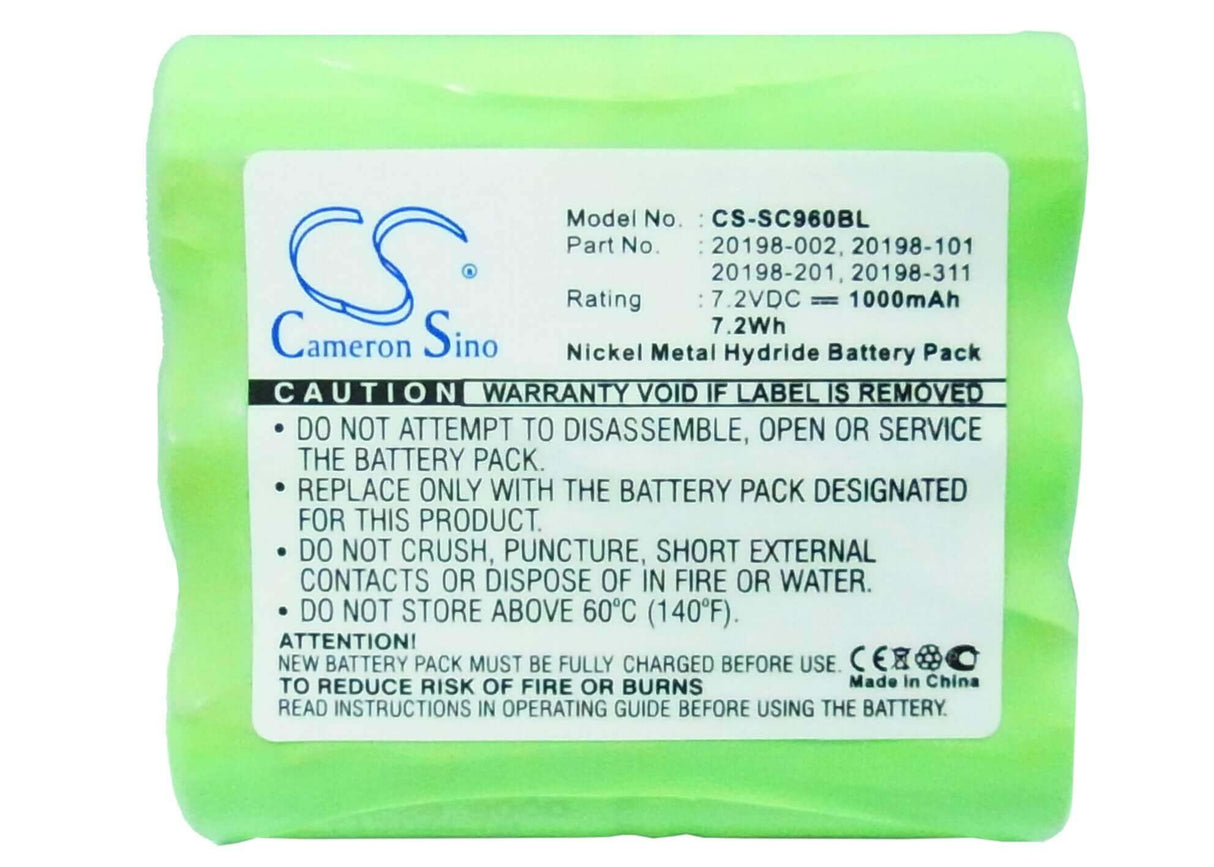 CS
®
Cameron Sino
Model No. : CS-SC960BL
Part No. : 20198-002, 20198-101
20198-201, 20198-311
Rating : 7.2VDC ⎓ 1000mAh
7.2Wh
Nickel Metal Hydride Battery Pack
CAUTION WARRANTY VOID IF LABEL IS REMOVED
• DO NOT ATTEMPT TO DISASSEMBLE, OPEN OR SERVICE
THE BATTERY PACK.
• REPLACE ONLY WITH THE BATTERY PACK DESIGNATED
FOR THIS PRODUCT.
• DO NOT CRUSH, PUNCTURE, SHORT EXTERNAL
CONTACTS OR DISPOSE OF IN FIRE OR WATER.
• DO NOT STORE ABOVE 60°C (140°F).
ATTENTION!
NEW BATTERY PACK MUST BE FULLY CHARGED BEFORE USE. CE
Made in China
TO REDUCE RISK OF FIRE OR BURNS
READ INSTRUCTIONS IN OPERATING GUIDE BEFORE USING THE BATTERY.